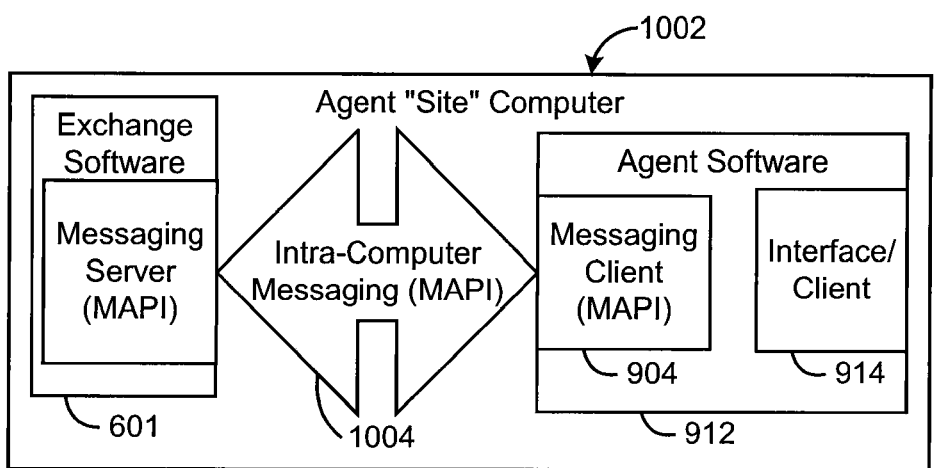 1002
Agent "Site" Computer
Exchange
Software
Messaging
Server
(MAPI)
601
Intra-Computer
Messaging (MAPI)
1004
Agent Software
Messaging
Client
(MAPI)
904
Interface/
Client
914
912